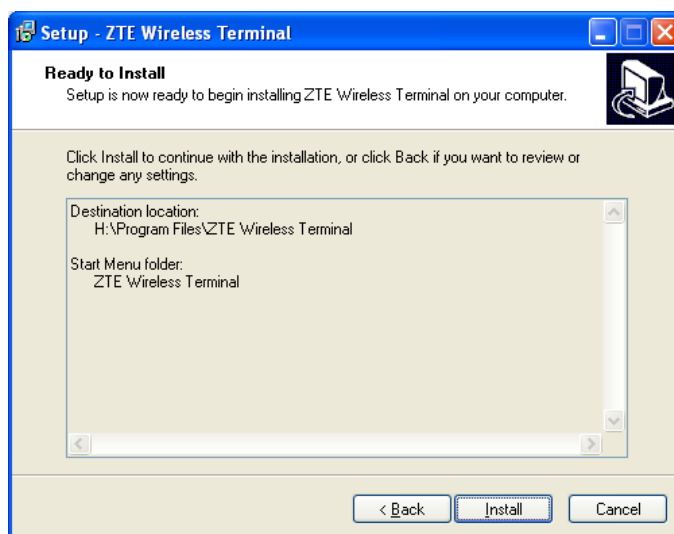 Setup - ZTE Wireless Terminal
Ready to Install
Setup is now ready to begin installing ZTE Wireless Terminal on your computer.
Click Install to continue with the installation, or click Back if you want to review or
change any settings.
Destination location:
H:\Program Files\ZTE Wireless Terminal
Start Menu folder:
ZTE Wireless Terminal
< Back
Install
Cancel